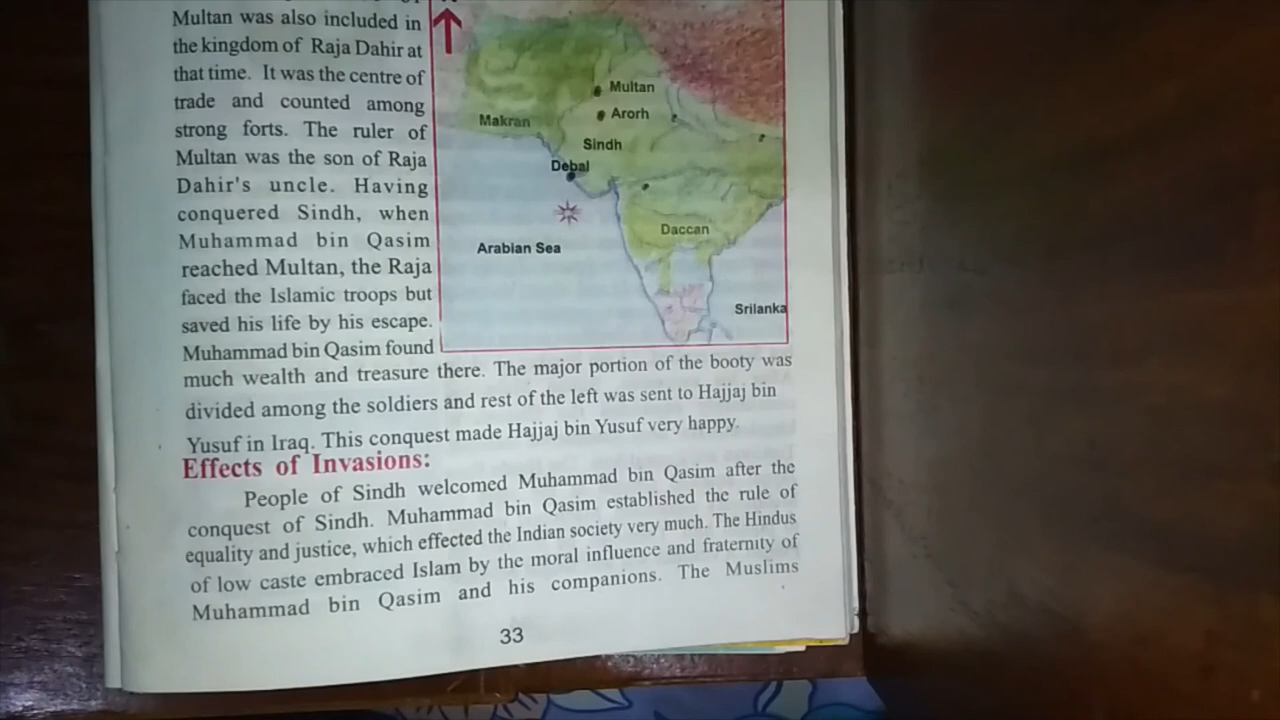 Multan was also included in
the kingdom of Raja Dahir at
that time. It was the centre of
trade and counted among
strong forts. The ruler of
Multan was the son of Raja
Dahir's uncle. Having
conquered Sindh, when
Muhammad bin Qasim
reached Multan, the Raja
faced the Islamic troops but
saved his life by his escape.
Muhammad bin Qasim found
much wealth and treasure there. The major portion of the booty was
divided among the soldiers and rest of the left was sent to Hajjaj bin
Yusuf in Iraq. This conquest made Hajjaj bin Yusuf very happy.
Multan
Arorh
Makran
Sindh
Debal
Daccan
Arabian Sea
Srilanka
Effects of Invasions:
People of Sindh welcomed Muhammad bin Qasim after the
conquest of Sindh. Muhammad bin Qasim established the rule of
equality and justice, which effected the Indian society very much. The Hindus
of low caste embraced Islam by the moral influence and fraternity of
Muhammad bin Qasim and his companions. The Muslims
33